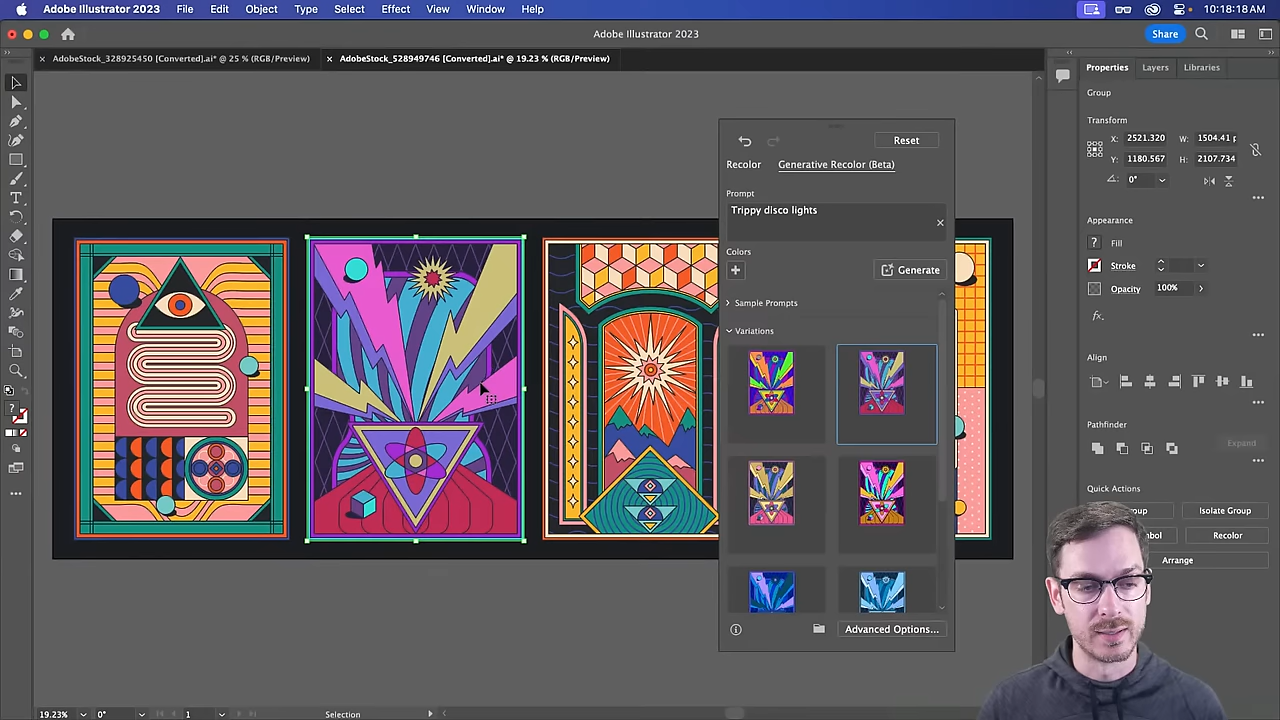 Adobe Illustrator 2023 File Edit Object Type Select Effect View Window Help 10:18:18 AM
Adobe Illustrator 2023 Share
AdobeStock_328925450 [Converted].ai* @ 25 % (RGB/Preview) AdobeStock_528949746 [Converted].ai* @ 19.23 % (RGB/Preview)
Reset
Recolor Generative Recolor (Beta)
Prompt
Trippy disco lights
Colors
Generate
Sample Prompts
Variations
Advanced Options...
Properties Layers Libraries
Group
Transform
X: 2521.320 W: 1504.41 p
Y: 1180.567 H: 2107.734
0°
Appearance
? Fill
Stroke
Opacity 100%
fx.
Align
Pathfinder
Expand
Quick Actions
Isolate Group
Recolor
Arrange
?
19.23% 0° 1 Selection